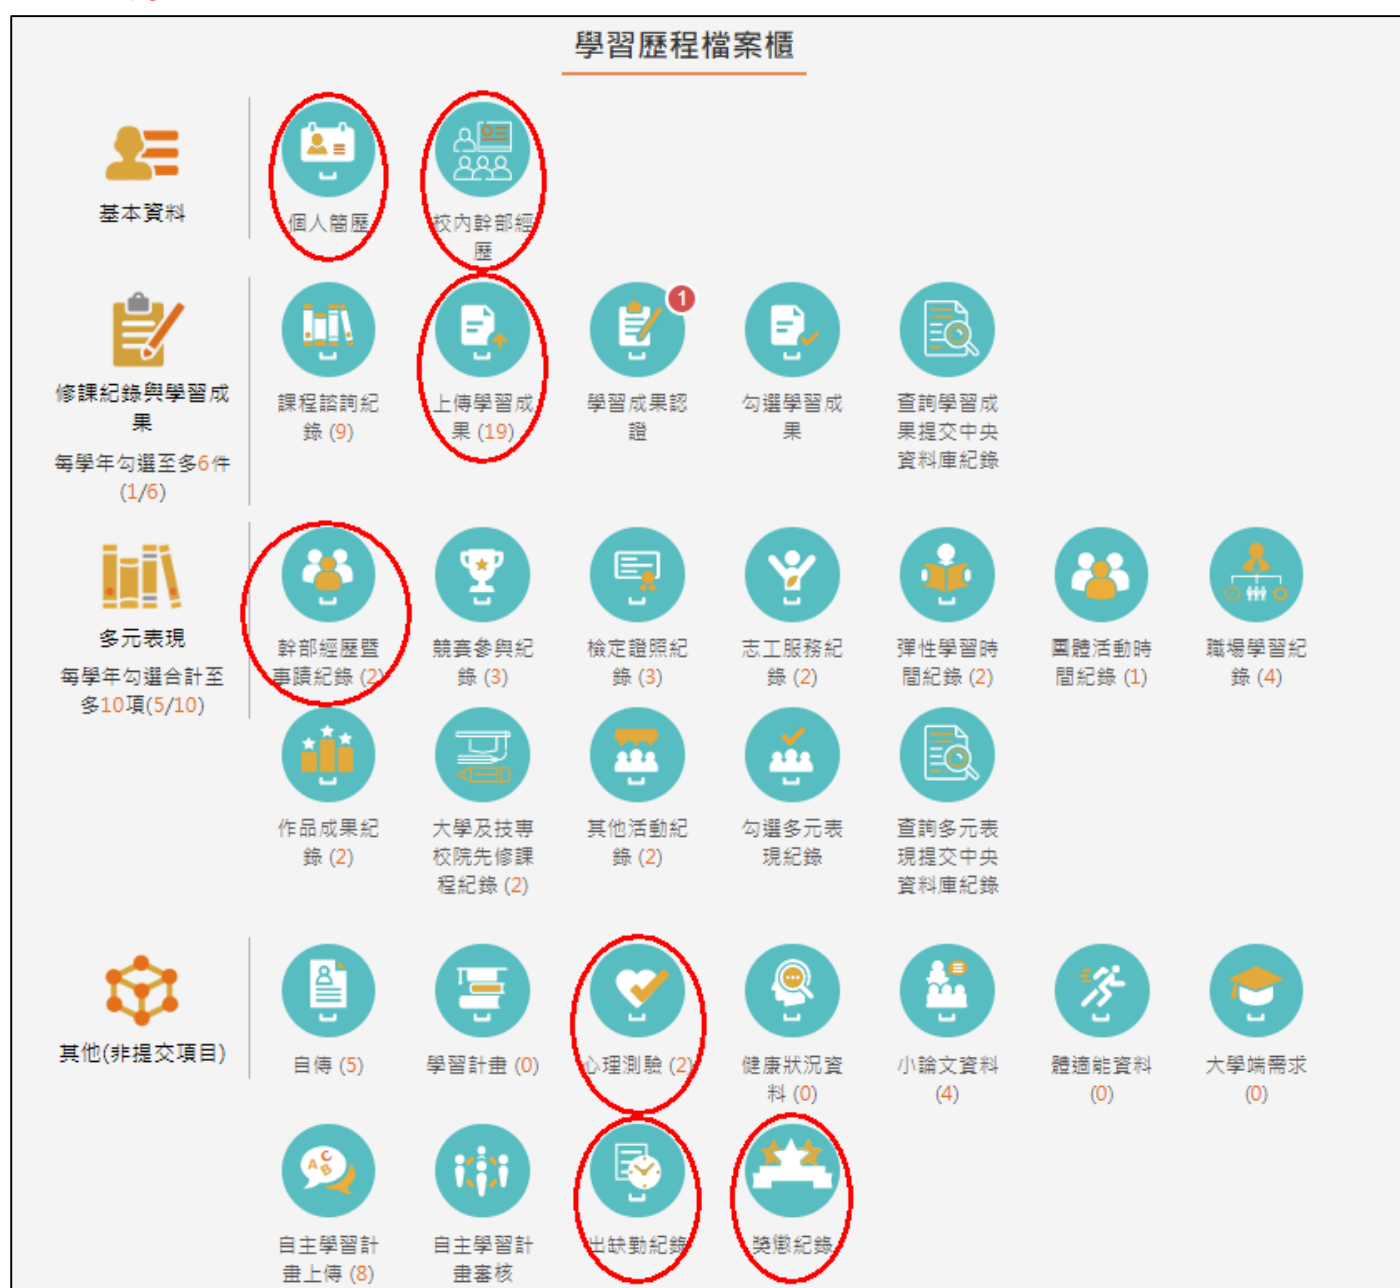 學習歷程檔案櫃
基本資料
個人簡歷
校內幹部經
歷
修課紀錄與學習成
果
每學年勾選至多6件
(1/6)
課程諮詢紀
錄 (9)
上傳學習成
果 (19)
1
學習成果認
證
勾選學習成
果
查詢學習成
果提交中央
資料庫紀錄
多元表現
每學年勾選合計至
多10項(5/10)
幹部經歷暨
事蹟紀錄 (2)
競賽參與紀
錄 (3)
檢定證照紀
錄 (3)
志工服務紀
錄 (2)
彈性學習時
間紀錄 (2)
團體活動時
間紀錄 (1)
職場學習紀
錄 (4)
作品成果紀
錄 (2)
大學及技專
校院先修課
程紀錄 (2)
其他活動紀
錄 (2)
勾選多元表
現紀錄
查詢多元表
現提交中央
資料庫紀錄
其他(非提交項目)
自傳 (5)
學習計畫 (0)
心理測驗 (2)
健康狀況資
料 (0)
小論文資料
(4)
體適能資料
(0)
大學端需求
(0)
A C B
自主學習計
畫上傳 (8)
自主學習計
畫審核
出缺勤紀錄
獎懲紀錄